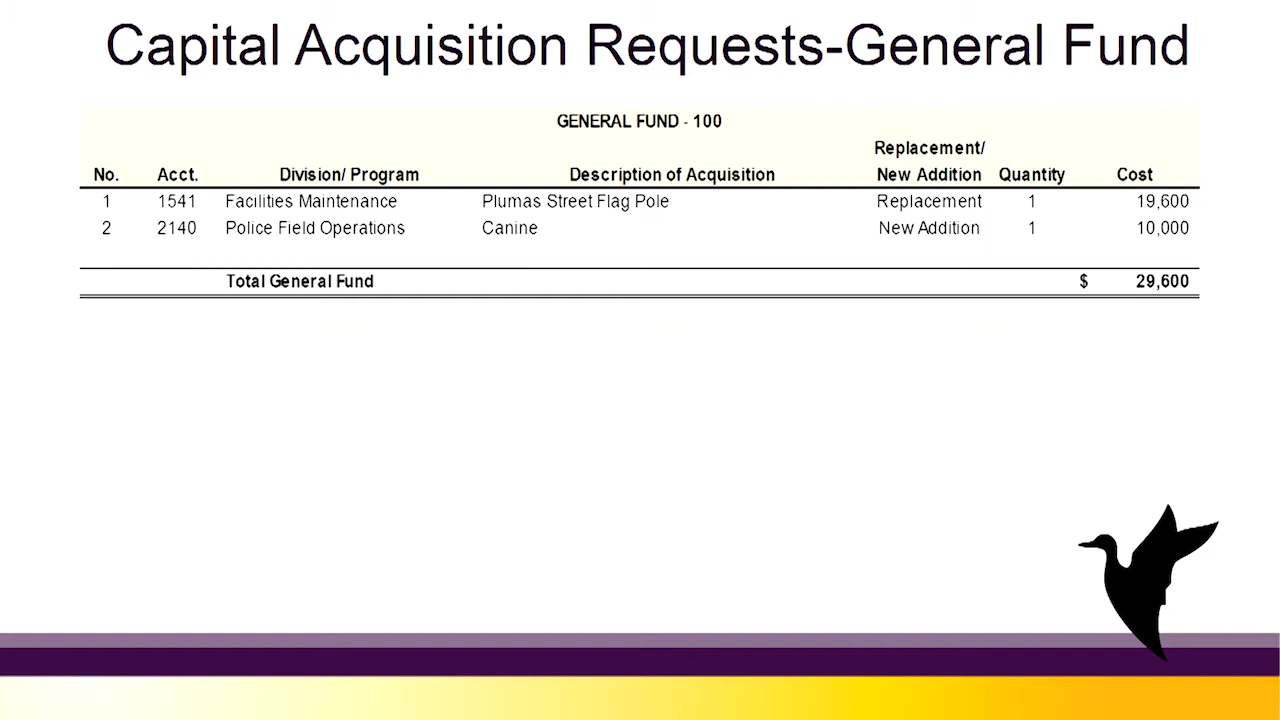 Capital Acquisition Requests-General Fund
GENERAL FUND - 100
Replacement/
No. Acct. Division/ Program Description of Acquisition New Addition Quantity Cost
1 1541 Facilities Maintenance Plumas Street Flag Pole Replacement 1 19,600
2 2140 Police Field Operations Canine New Addition 1 10,000
Total General Fund $ 29,600